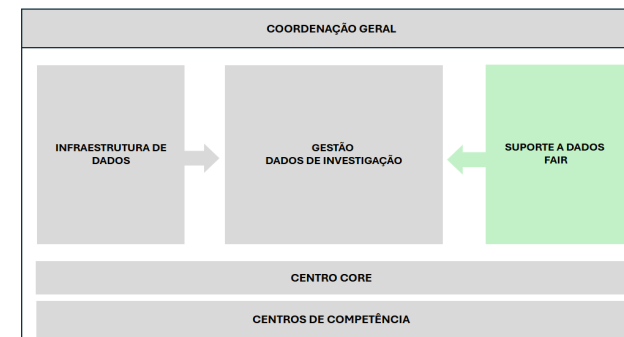 COORDENAÇÃO GERAL
INFRAESTRUTURA DE
DADOS
GESTÃO
DADOS DE INVESTIGAÇÃO
SUPORTE A DADOS
FAIR
CENTRO CORE
CENTROS DE COMPETÊNCIA